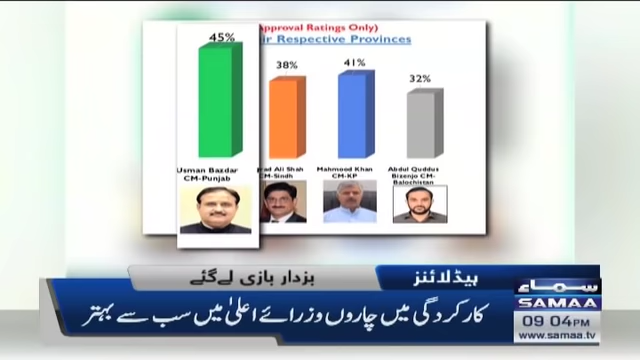 (Approval Ratings Only)
ir Respective Provinces
45%
38%
41%
32%
Usman Bazdar
CM-Punjab
ad Ali Shah
CM-Sindh
Mahmood Khan
CM-KP
Abdul Quddus
Bizenjo CM-
Balochistan
ہیڈلائنز
بزدار بازی لے گئے
کارکردگی میں چاروں وزرائے اعلیٰ میں سب سے بہتر
سماء
SAMAA
09 04PM
www.samaa.tv